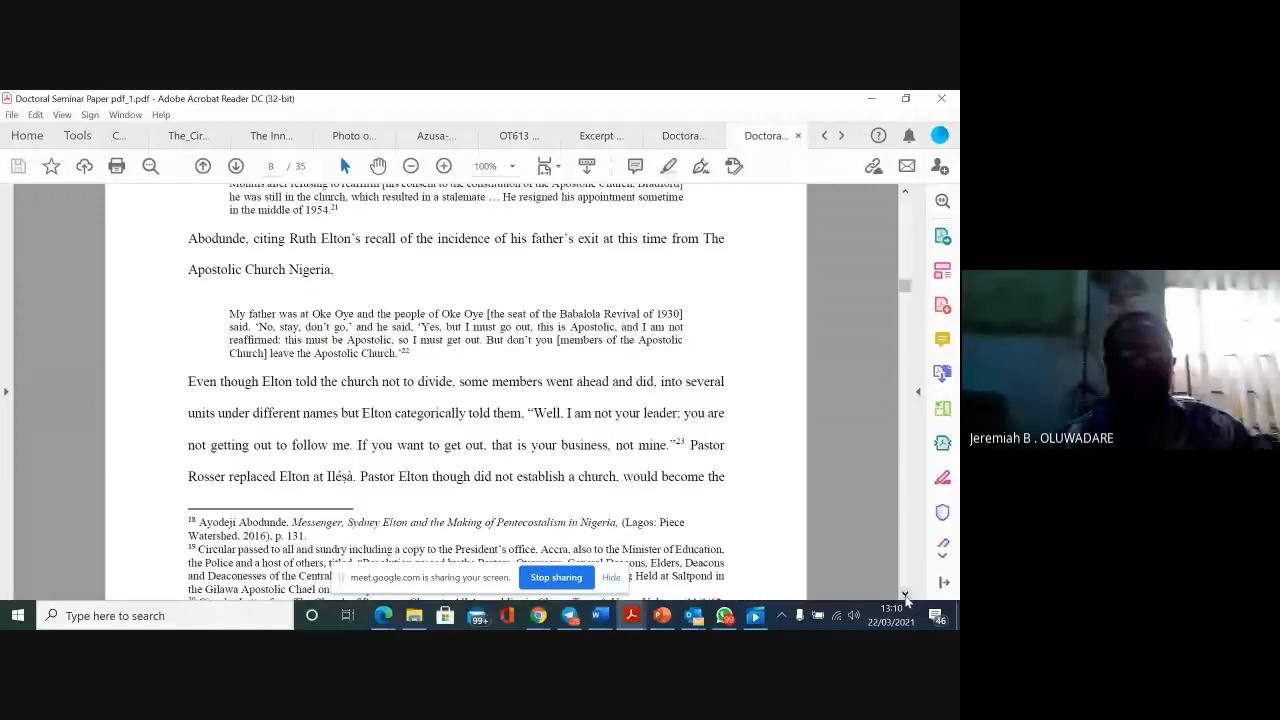 Doctoral Seminar Paper pdf_1.pdf - Adobe Acrobat Reader DC (32-bit)
File Edit View Sign Window Help
Home Tools C... The_Cir... The Inn... Photo o... Azusa-... OT613 ... Excerpt ... Doctora... Doctora... ×
8 / 35 100%
he was still in the church, which resulted in a stalemate … He resigned his appointment sometime
in the middle of 1954.21
Abodunde, citing Ruth Elton’s recall of the incidence of his father’s exit at this time from The
Apostolic Church Nigeria,
My father was at Oke Oye and the people of Oke Oye [the seat of the Babalola Revival of 1930]
said, ‘No, stay, don’t go,’ and he said, ‘Yes, but I must go out, this is Apostolic, and I am not
reaffirmed; this must be Apostolic, so I must get out. But don’t you [members of the Apostolic
Church] leave the Apostolic Church.’22
Even though Elton told the church not to divide, some members went ahead and did, into several
units under different names but Elton categorically told them, “Well, I am not your leader; you are
not getting out to follow me. If you want to get out, that is your business, not mine.”23 Pastor
Rosser replaced Elton at Iléṣà. Pastor Elton though did not establish a church, would become the
18 Ayodeji Abodunde. Messenger, Sydney Elton and the Making of Pentecostalism in Nigeria, (Lagos: Piece
Watershed, 2016), p. 131.
19 Circular passed to all and sundry including a copy to the President’s office, Accra, also to the Minister of Education,
the Police and a host of others,
and Deaconesses of the Central Held at Saltpond in
the Gilawa Apostolic Chael on
meet.google.com is sharing your screen. Stop sharing Hide
Jeremiah B . OLUWADARE
Type here to search
99+
99
13:10
22/03/2021
46